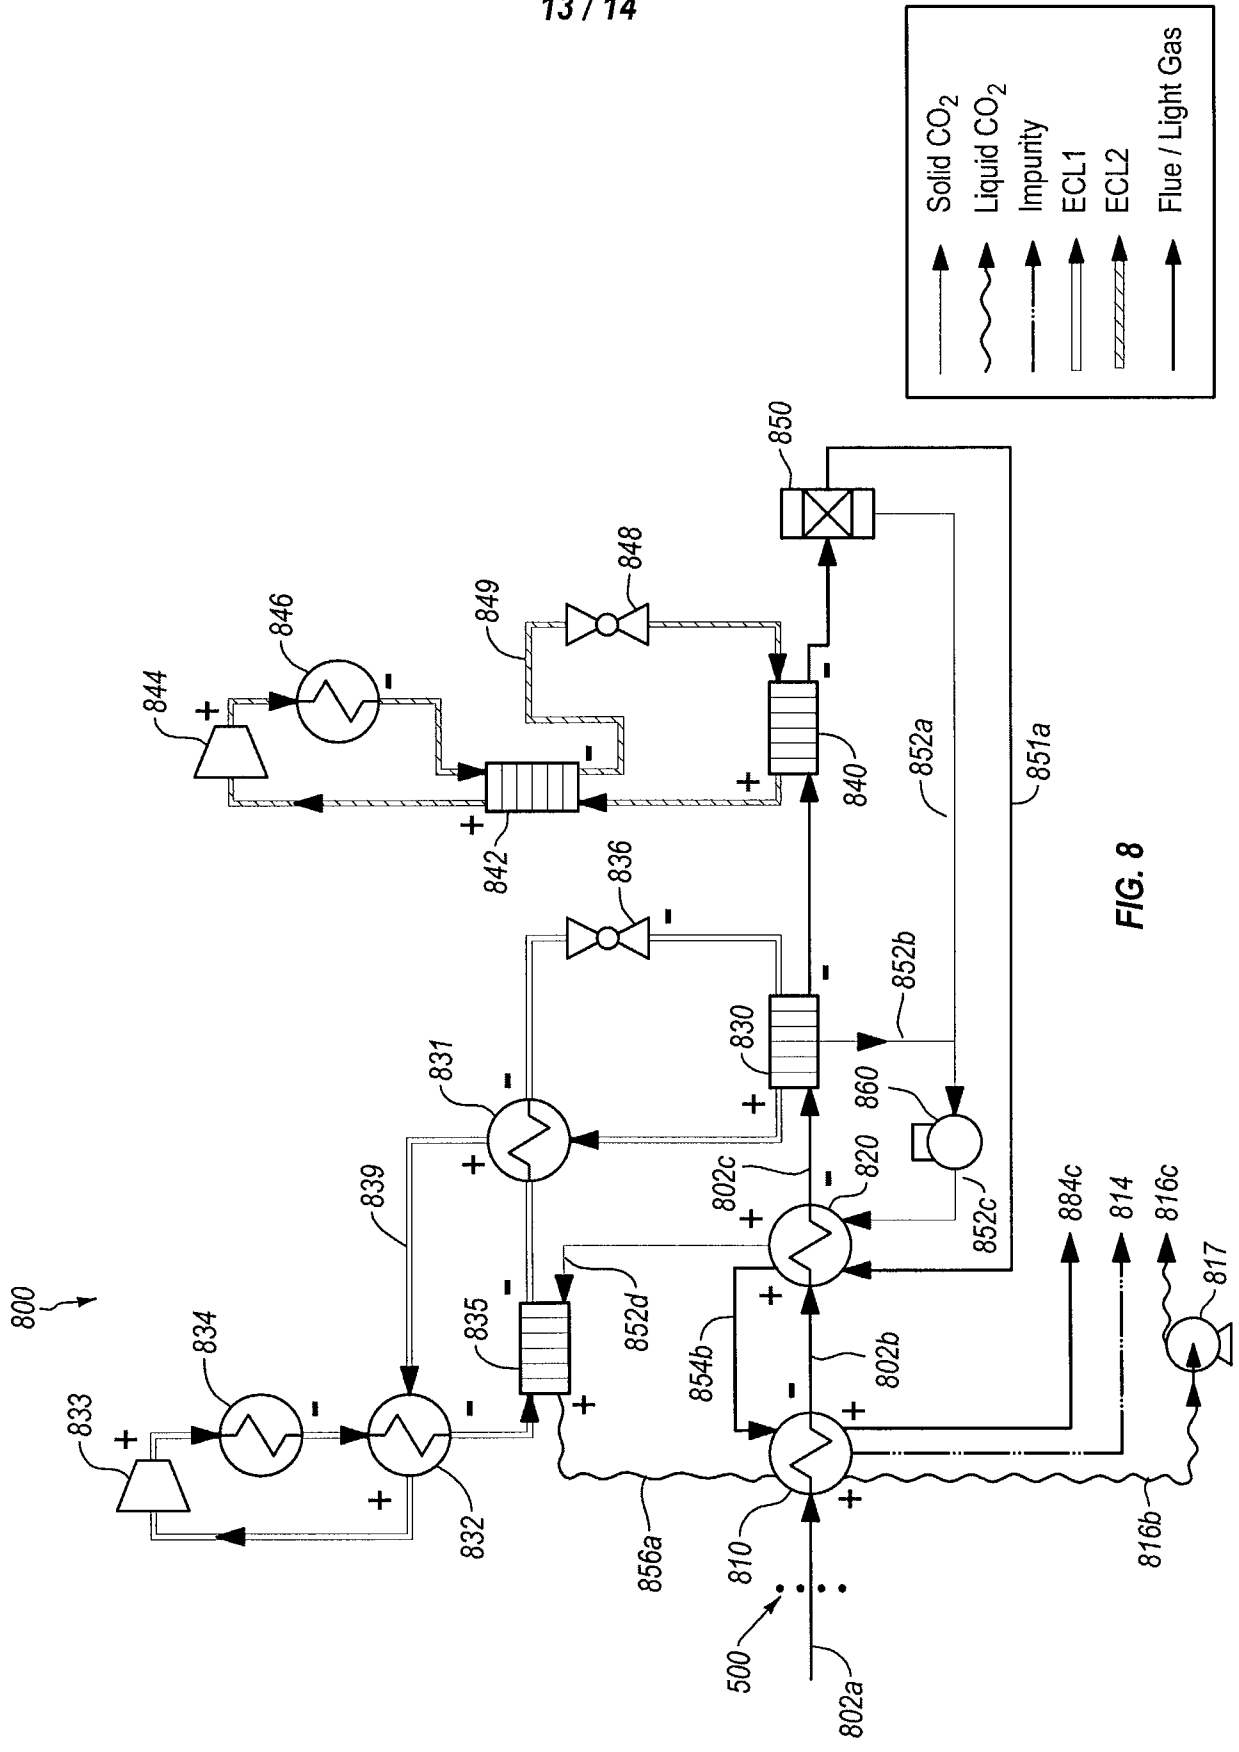 13 / 14
800
833
834
832
839
831
835
836
844
846
842
849
848
840
850
830
852a
852b
851a
860
820
802c
852c
852d
854b
802b
856a
810
500
802a
884c
814
816c
817
816b
Solid CO2
Liquid CO2
Impurity
ECL1
ECL2
Flue / Light Gas
FIG. 8
+
-
+
-
+
-
+
-
+
-
+
-
+
-
+
-
-
+
+
-
-
+
+